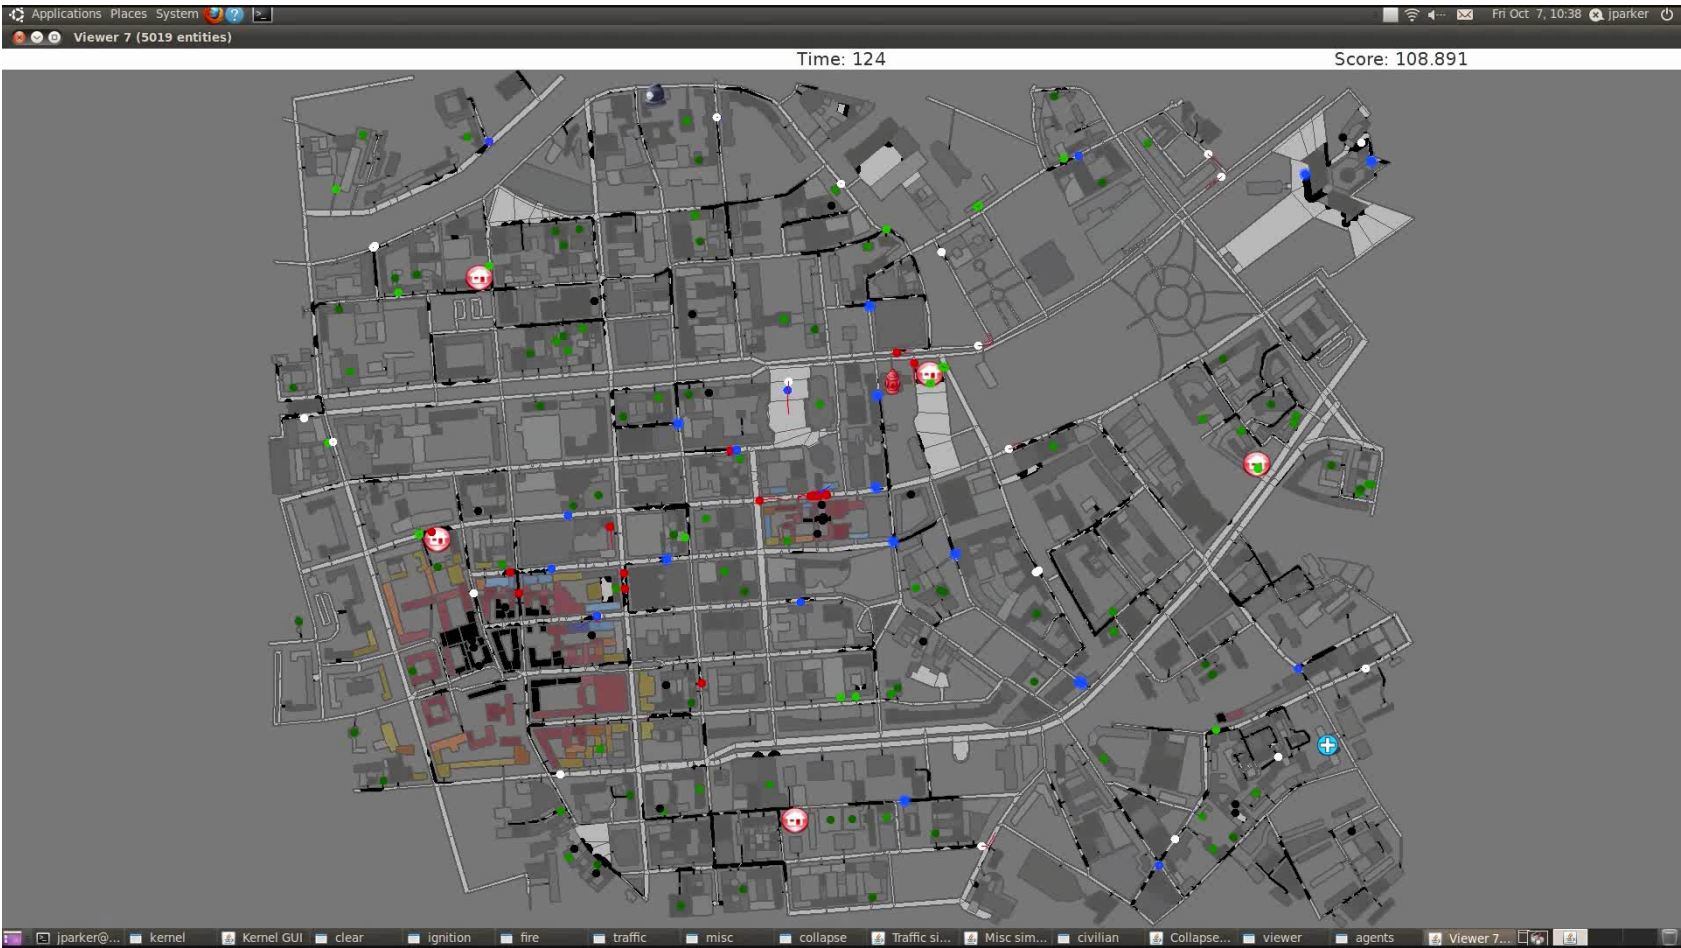 Applications Places System
Fri Oct 7, 10:38 jparker
Viewer 7 (5019 entities)
Time: 124
Score: 108.891
jparker@... kernel Kernel GUI clear ignition fire traffic misc collapse Traffic si... Misc sim... civilian Collapse... viewer agents Viewer 7...